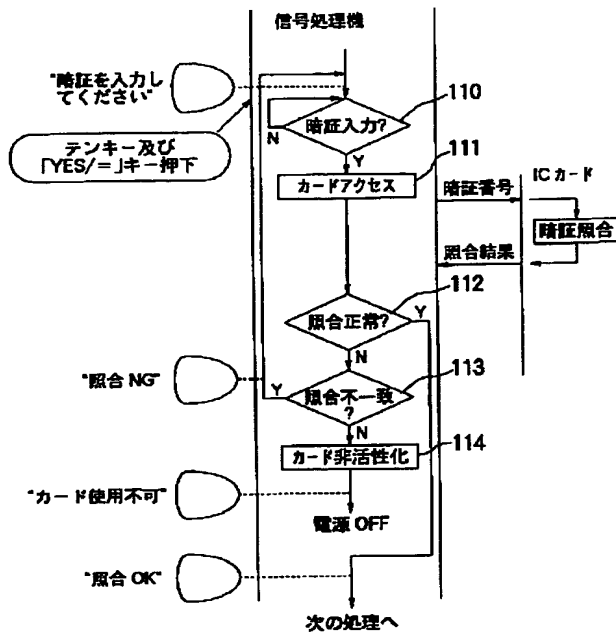 信号処理機
"暗証を入力し
てください"
110
暗証入力?
N
Y
テンキー及び
「YES/=」キー押下
111
カードアクセス
暗証番号
ICカード
暗証照合
照合結果
112
照合正常?
Y
N
113
"照合 NG"
Y
照合不一致
?
N
114
カード非活性化
"カード使用不可"
電源 OFF
"照合 OK"
次の処理へ